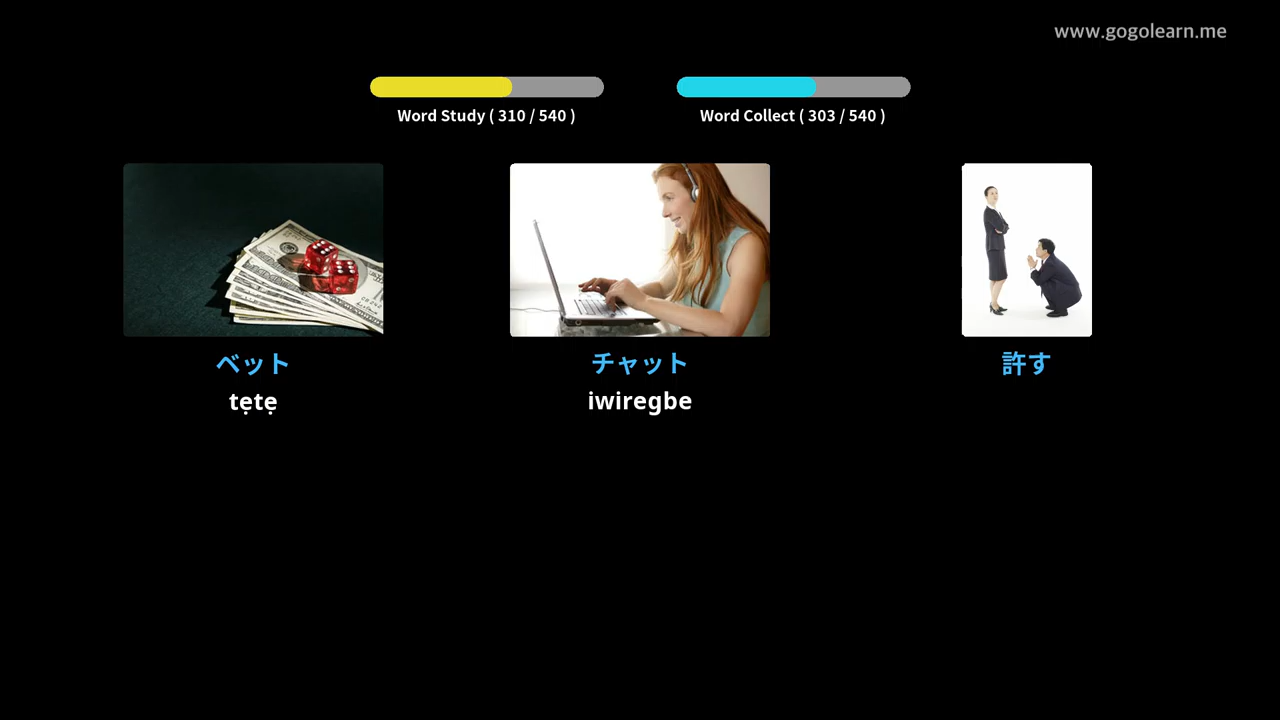 www.gogolearn.me
Word Study ( 310 / 540 )
Word Collect ( 303 / 540 )
ベット
tẹtẹ
チャット
iwiregbe
許す